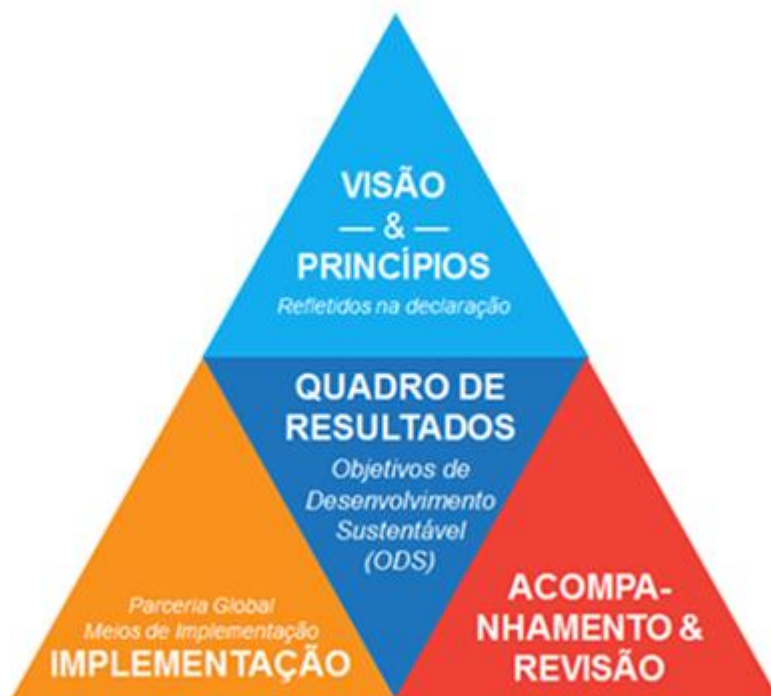 VISÃO
— & —
PRINCÍPIOS
Refletidos na declaração
QUADRO DE
RESULTADOS
Objetivos de
Desenvolvimento
Sustentável
(ODS)
Parceria Global
Meios de Implementação
IMPLEMENTAÇÃO
ACOMPA-
NHAMENTO &
REVISÃO